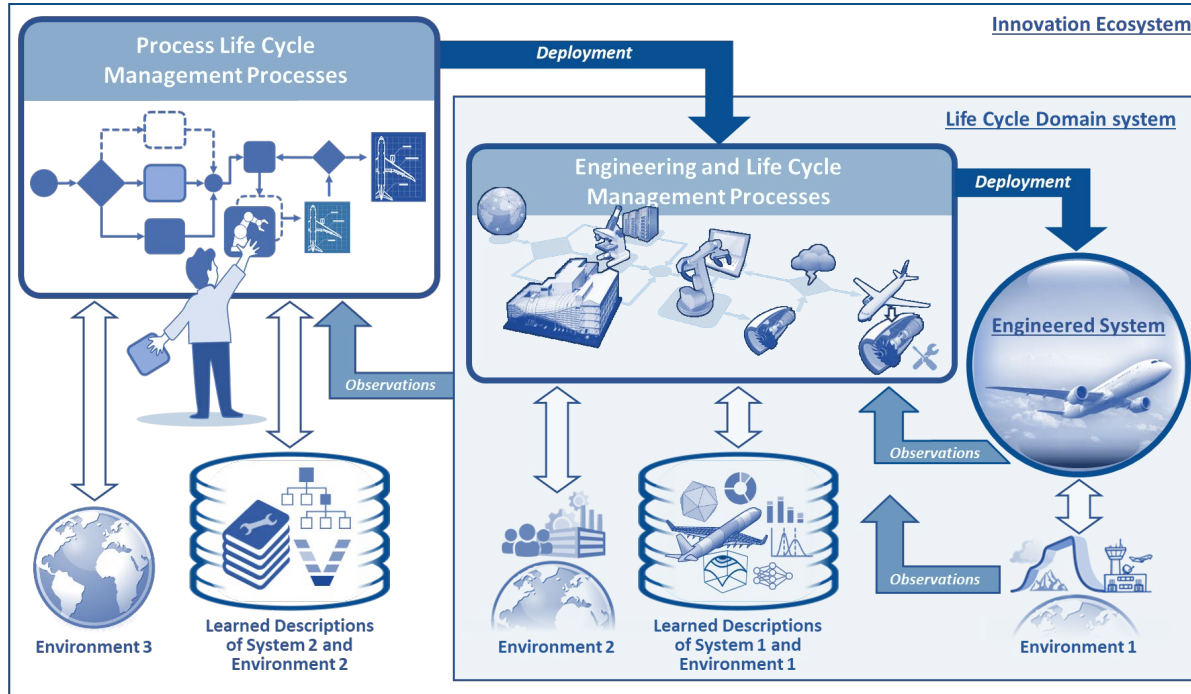 Innovation Ecosystem
Process Life Cycle
Management Processes
Deployment
Life Cycle Domain system
Engineering and Life Cycle
Management Processes
Deployment
Engineered System
Observations
Observations
Observations
Environment 3
Learned Descriptions
of System 2 and
Environment 2
Environment 2
Learned Descriptions
of System 1 and
Environment 1
Environment 1